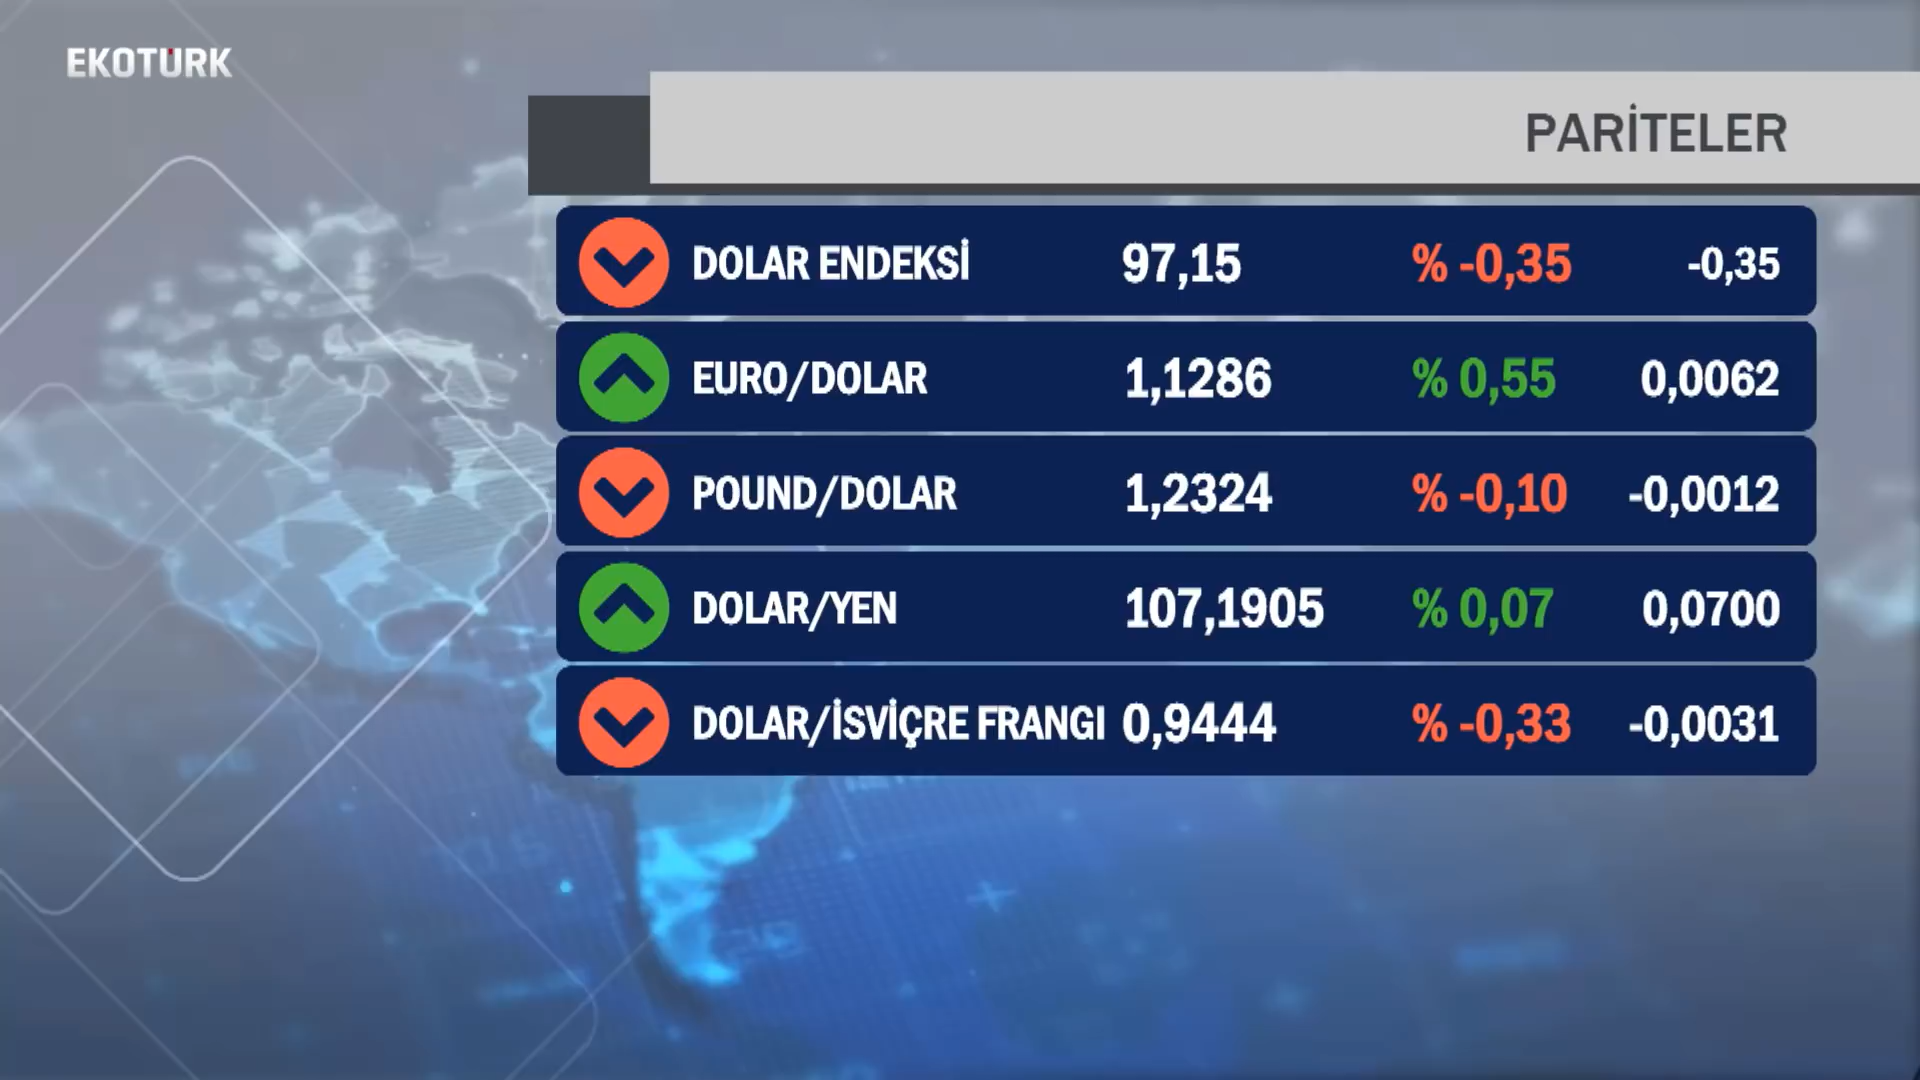 EKOTÜRK
PARİTELER
DOLAR ENDEKSİ 97,15 % -0,35 -0,35
EURO/DOLAR 1,1286 % 0,55 0,0062
POUND/DOLAR 1,2324 % -0,10 -0,0012
DOLAR/YEN 107,1905 % 0,07 0,0700
DOLAR/İSVİÇRE FRANGI 0,9444 % -0,33 -0,0031